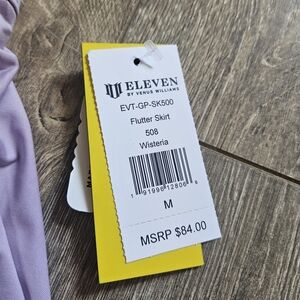 ELEVEN
BY VENUS WILLIAMS
EVT-GP-SK500
Flutter Skirt
508
Wisteria
M
MSRP $84.00